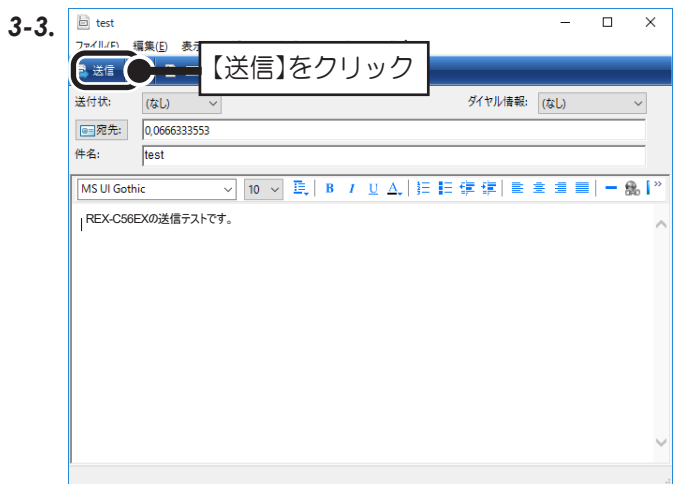 3-3.
test
ファイル(F) 編集(E)
【送信】をクリック
送信
送付状: (なし) ダイヤル情報: (なし)
宛先: 0,0666333553
件名: test
MS UI Gothic 10 B I U A
REX-C56EXの送信テストです。